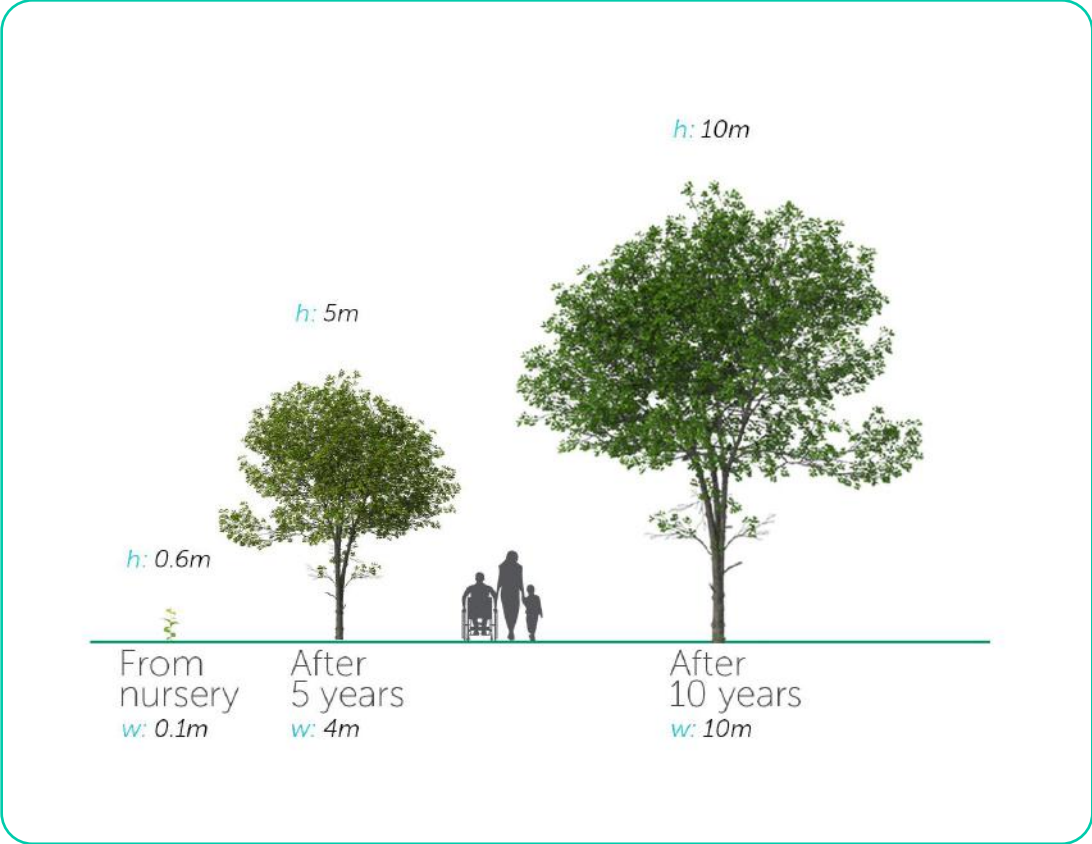 h: 10m
h: 5m
h: 0.6m
From
nursery
w: 0.1m
After
5 years
w: 4m
After
10 years
w: 10m